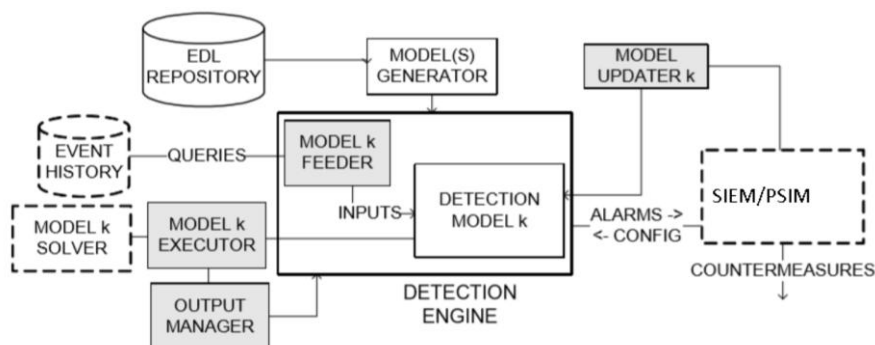 EDL
REPOSITORY
MODEL(S)
GENERATOR
MODEL
UPDATER k
EVENT
HISTORY
QUERIES
MODEL k
FEEDER
INPUTS
DETECTION
MODEL k
SIEM/PSIM
ALARMS ->
<- CONFIG
MODEL k
SOLVER
MODEL k
EXECUTOR
COUNTERMEASURES
OUTPUT
MANAGER
DETECTION
ENGINE